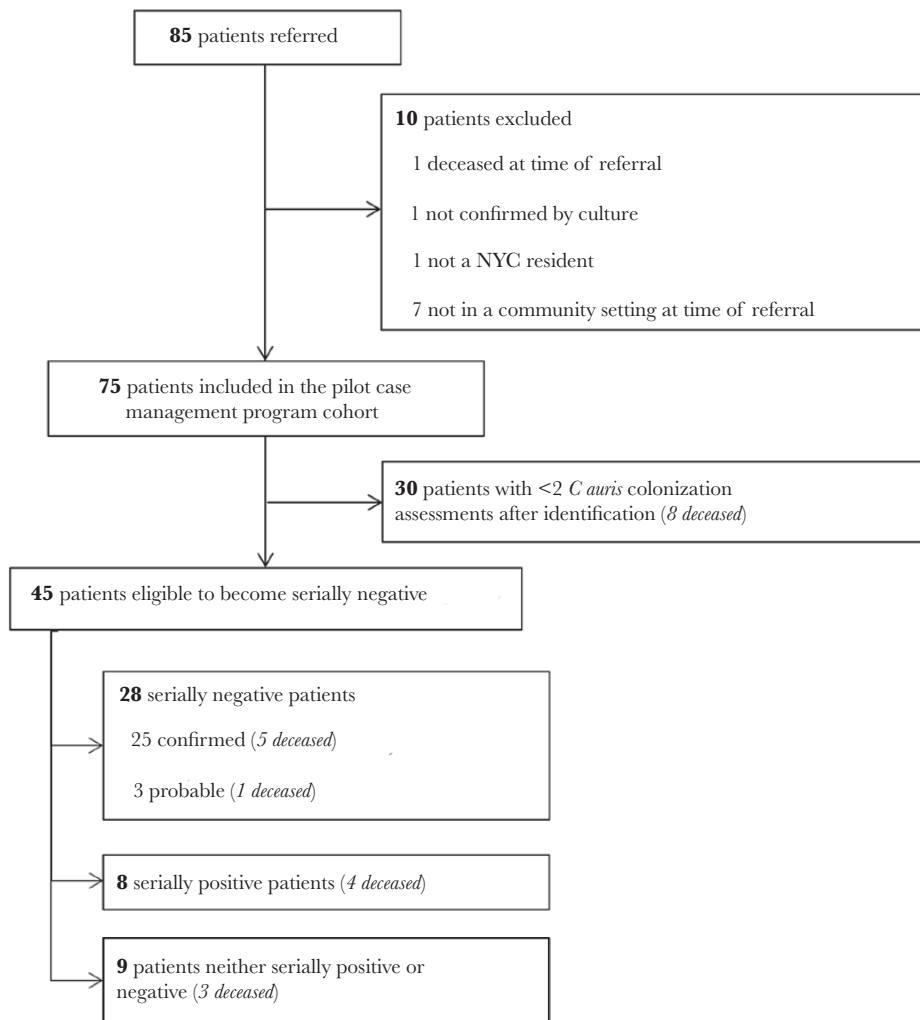 85 patients referred
10 patients excluded
1 deceased at time of referral
1 not confirmed by culture
1 not a NYC resident
7 not in a community setting at time of referral
75 patients included in the pilot case
management program cohort
30 patients with <2 C auris colonization
assessments after identification (8 deceased)
45 patients eligible to become serially negative
28 serially negative patients
25 confirmed (5 deceased)
3 probable (1 deceased)
8 serially positive patients (4 deceased)
9 patients neither serially positive or
negative (3 deceased)